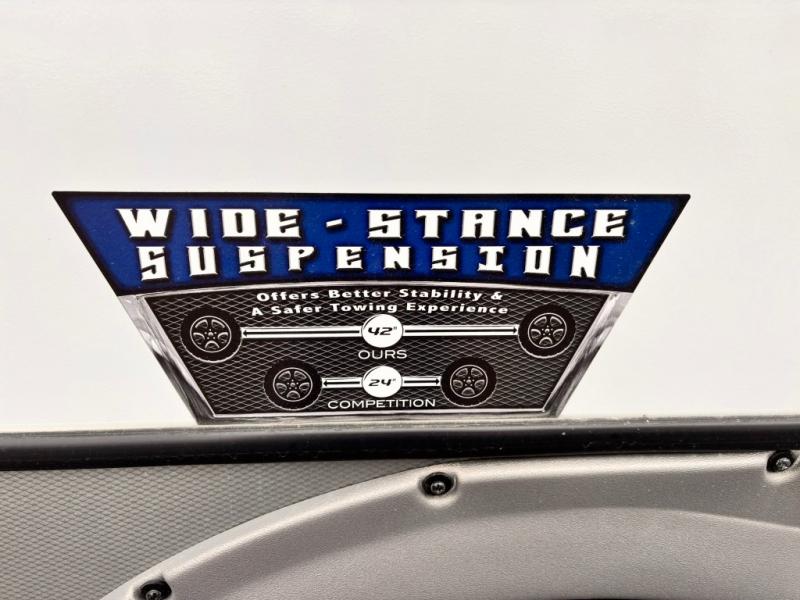 WIDE - STANCE
SUSPENSION
Offers Better Stability &
A Safer Towing Experience
42"
OURS
24"
COMPETITION